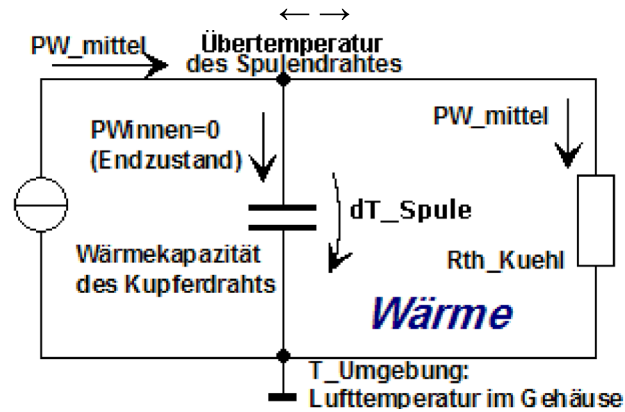 PW_mittel
Übertemperatur
des Spulendrahtes
PWinnen=0
(Endzustand)
PW_mittel
dT_Spule
Wärmekapazität
des Kupferdrahts
Rth_Kuehl
Wärme
T_Umgebung:
Lufttemperatur im Gehäuse